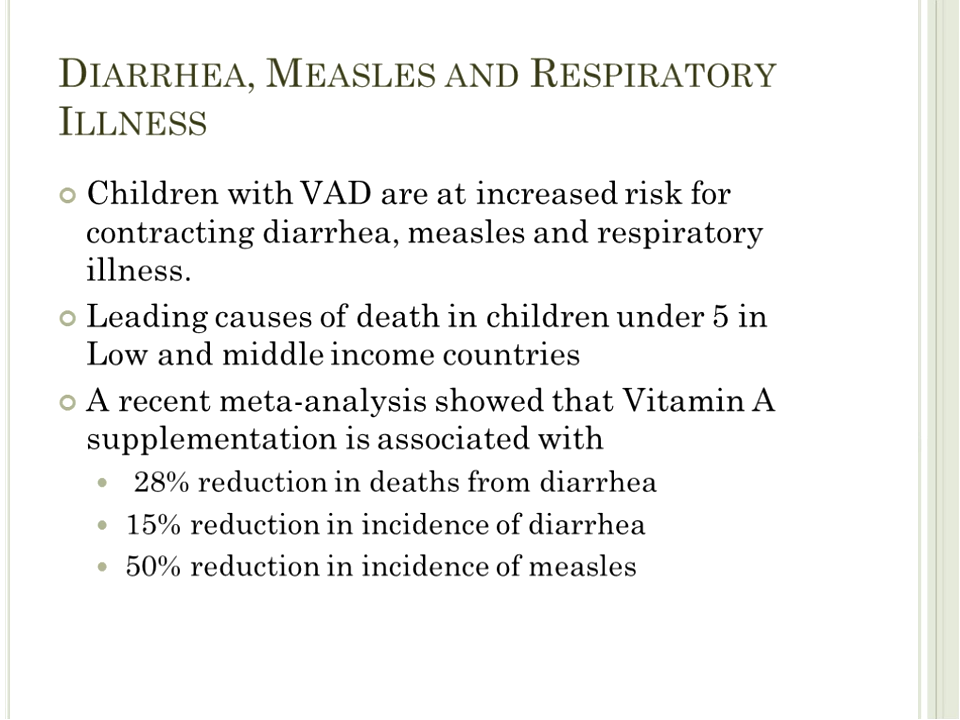 DIARRHEA, MEASLES AND RESPIRATORY
ILLNESS
Children with VAD are at increased risk for
contracting diarrhea, measles and respiratory
illness.
Leading causes of death in children under 5 in
Low and middle income countries
A recent meta-analysis showed that Vitamin A
supplementation is associated with
28% reduction in deaths from diarrhea
15% reduction in incidence of diarrhea
50% reduction in incidence of measles